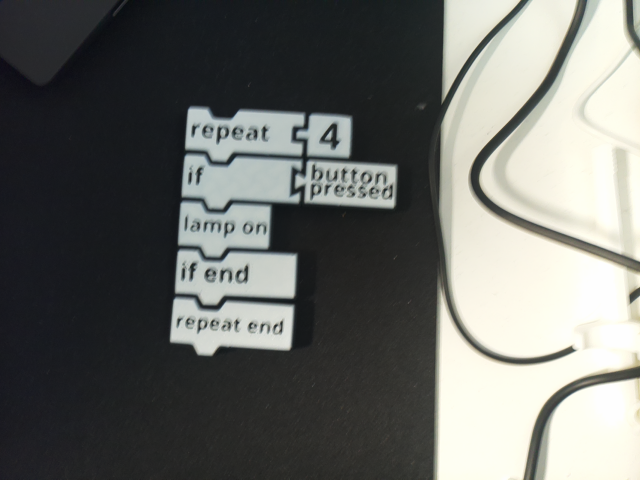 repeat 4
if button pressed
lamp on
if end
repeat end